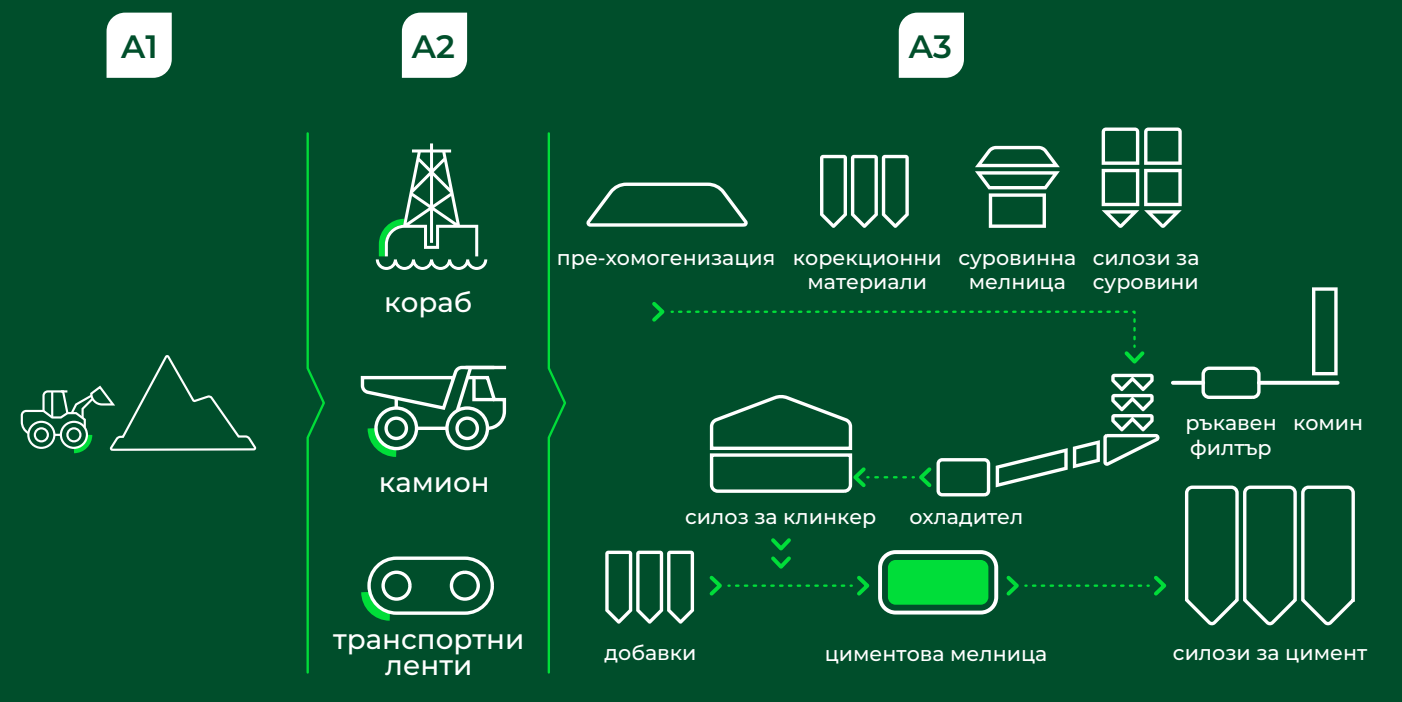 A1
A2
A3
кораб
камион
транспортни
ленти
пре-хомогенизация
корекционни
материали
суровинна
мелница
силози за
суровини
ръкавен
филтър
комин
силоз за клинкер
охладител
добавки
циментова мелница
силози за цимент